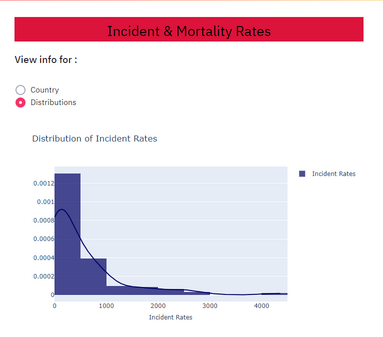 Incident & Mortality Rates
View info for :
Country
Distributions
Distribution of Incident Rates
Incident Rates
0.0012
0.001
0.0008
0.0006
0.0004
0.0002
0
0 1000 2000 3000 4000
Incident Rates